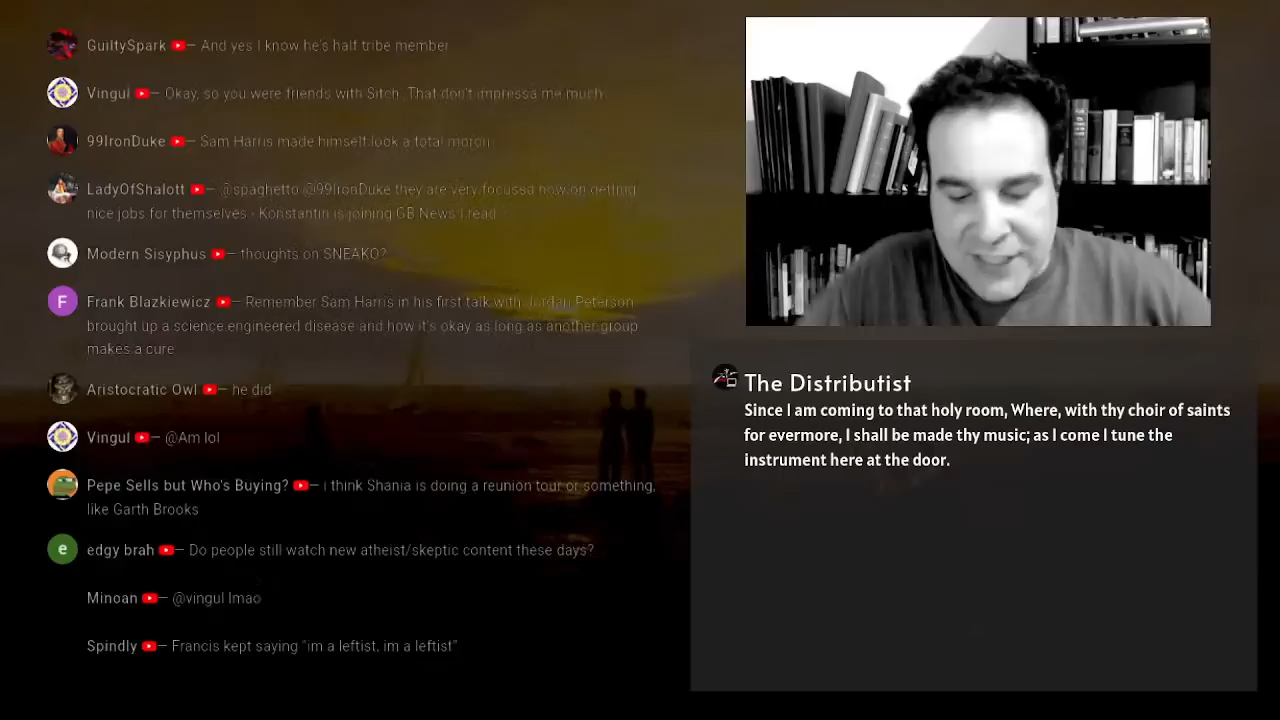 GuiltySpark — And yes I know he's half tribe member
Vingul — Okay, so you were friends with Sitch. That don't impressa me much.
99IronDuke — Sam Harris made himself look a total moron
LadyOfShalott — @spaghetto @99IronDuke they are very focused now on getting
nice jobs for themselves - Konstantin is joining GB News I read
Modern Sisyphus — thoughts on SNEAKO?
F
Frank Blazkiewicz — Remember Sam Harris in his first talk with Jordan Peterson
brought up a science engineered disease and how it's okay as long as another group
makes a cure
Aristocratic Owl — he did
Vingul — @Am lol
Pepe Sells but Who's Buying? — i think Shania is doing a reunion tour or something,
like Garth Brooks
e
edgy brah — Do people still watch new atheist/skeptic content these days?
Minoan — @vingul lmao
Spindly — Francis kept saying "im a leftist, im a leftist"
The Distributist
Since I am coming to that holy room, Where, with thy choir of saints
for evermore, I shall be made thy music; as I come I tune the
instrument here at the door.